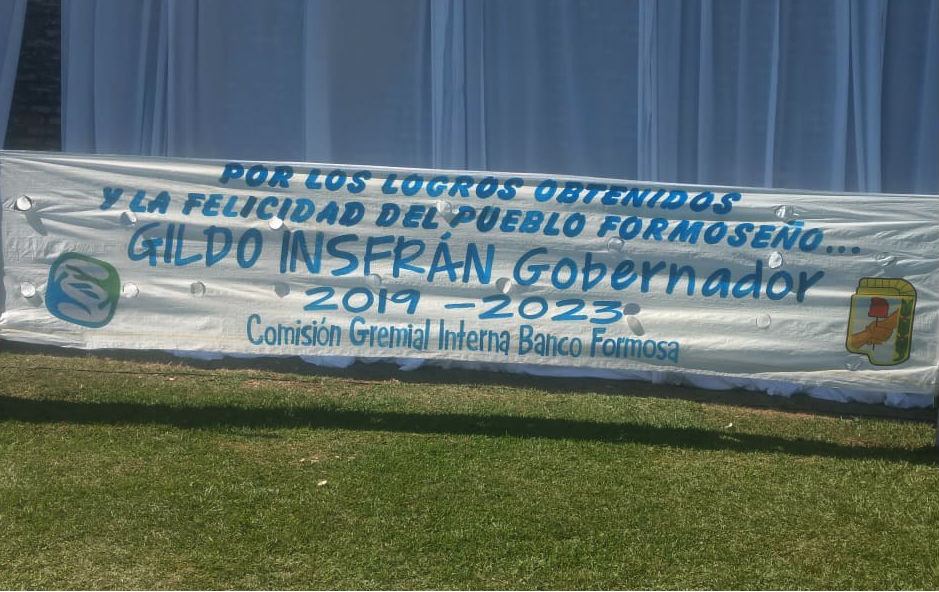 POR LOS LOGROS OBTENIDOS
Y LA FELICIDAD DEL PUEBLO FORMOSEÑO...
GILDO INSFRÁN Gobernador
2019 - 2023
Comisión Gremial Interna Banco Formosa